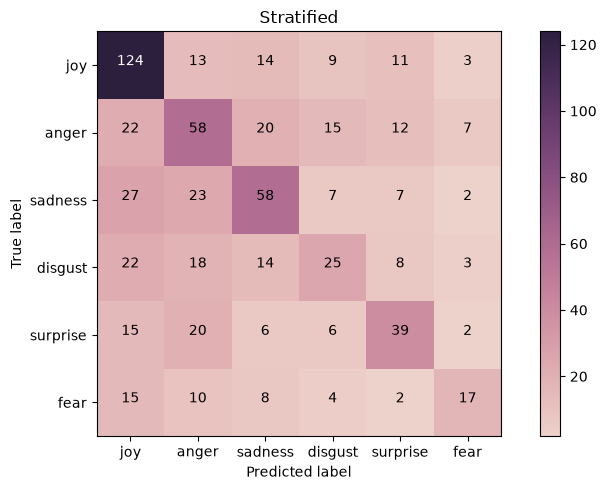 Stratified
joy 124 13 14 9 11 3
anger 22 58 20 15 12 7
sadness 27 23 58 7 7 2
disgust 22 18 14 25 8 3
surprise 15 20 6 6 39 2
fear 15 10 8 4 2 17
joy anger sadness disgust surprise fear
Predicted label
True label
120
100
80
60
40
20